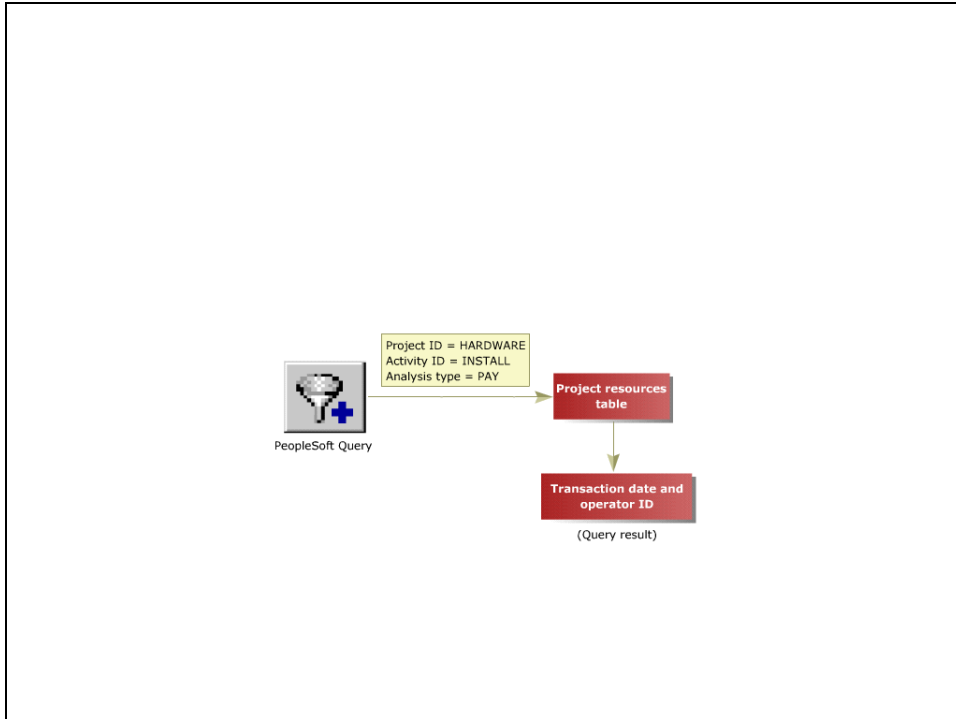 Project ID = HARDWARE
Activity ID = INSTALL
Analysis type = PAY
PeopleSoft Query
Project resources
table
Transaction date and
operator ID
(Query result)